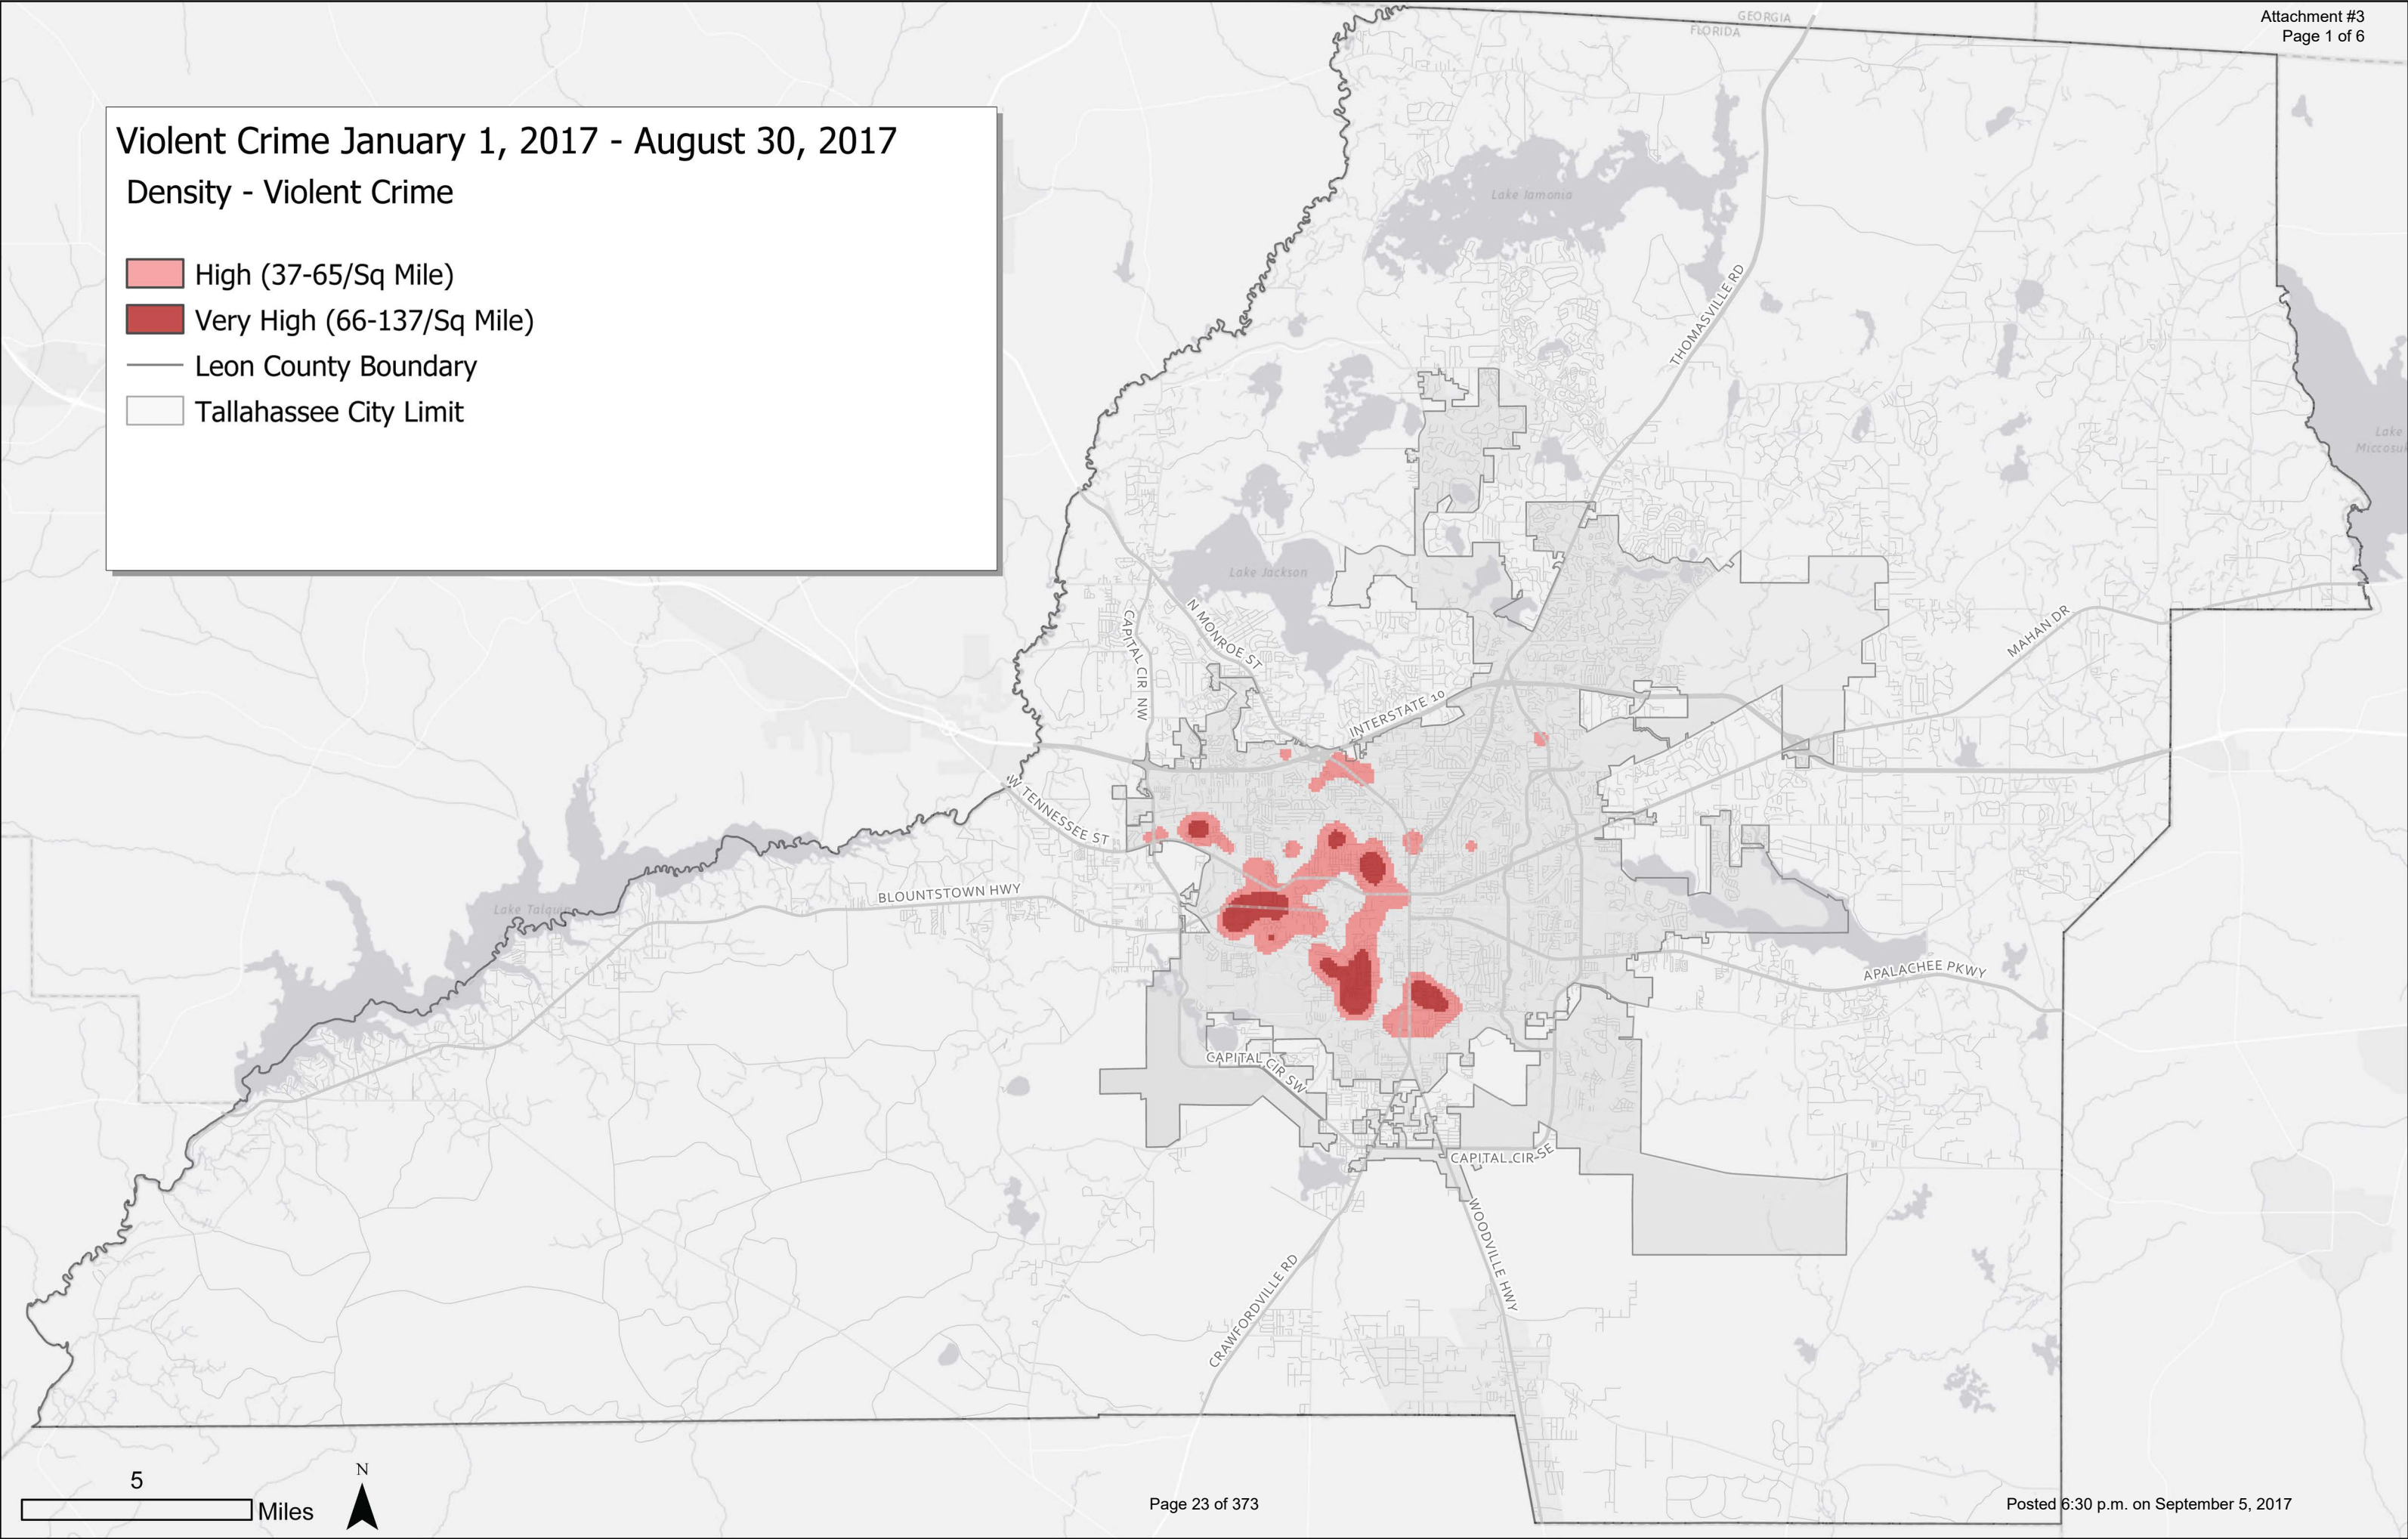 Attachment #3
Page 1 of 6
GEORGIA
FLORIDA
Violent Crime January 1, 2017 - August 30, 2017
Density - Violent Crime
High (37-65/Sq Mile)
Very High (66-137/Sq Mile)
Leon County Boundary
Tallahassee City Limit
Lake Iamonia
THOMASVILLE RD
Lake
Lake Jackson
CAPITAL CIR NW
N MONROE ST
MAHAN DR
INTERSTATE 10
W TENNESSEE ST
BLOUNTSTOWN HWY
Lake Talquin
APALACHEE PKWY
CAPITAL CIR SW
CAPITAL CIR SE
WOODVILLE HWY
CRAWFORDVILLE RD
5
Miles
N
Page 23 of 373
Posted 6:30 p.m. on September 5, 2017